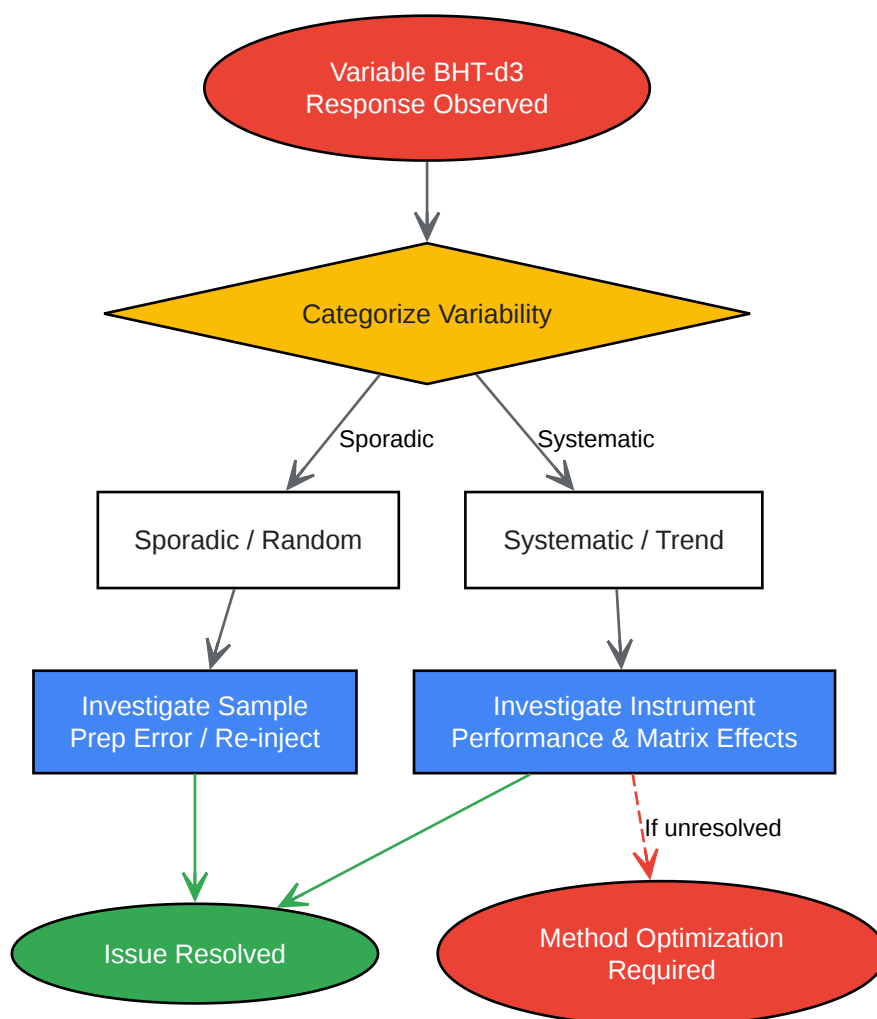 Variable BHT-d3
Response Observed
Categorize Variability
Sporadic
Systematic
Sporadic / Random
Systematic / Trend
Investigate Sample
Prep Error / Re-inject
Investigate Instrument
Performance & Matrix Effects
If unresolved
Issue Resolved
Method Optimization
Required